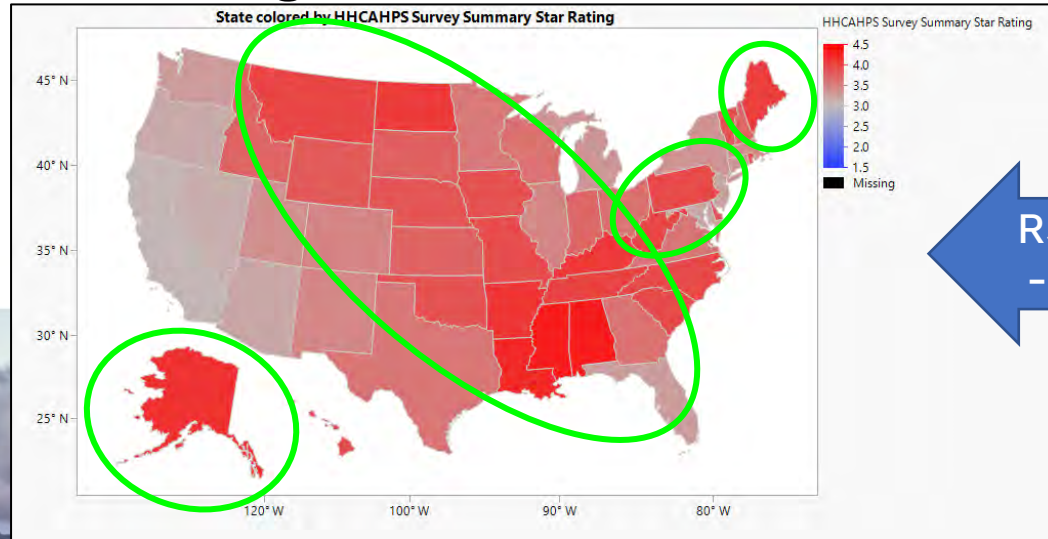 State colored by HHCAHPS Survey Summary Star Rating
HHCAHPS Survey Summary Star Rating
4.5
4.0
3.5
3.0
2.5
2.0
1.5
Missing
45° N
40° N
35° N
30° N
25° N
120° W
100° W
90° W
80° W